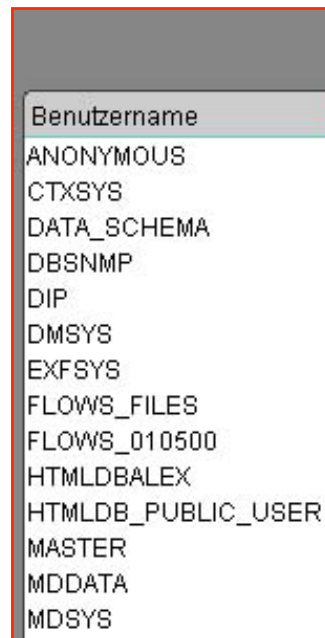 Benutzername
ANONYMOUS
CTXSYS
DATA_SCHEMA
DBSNMP
DIP
DMSYS
EXFSYS
FLOWS_FILES
FLOWS_010500
HTMLDBALEX
HTMLDB_PUBLIC_USER
MASTER
MDDATA
MDSYS